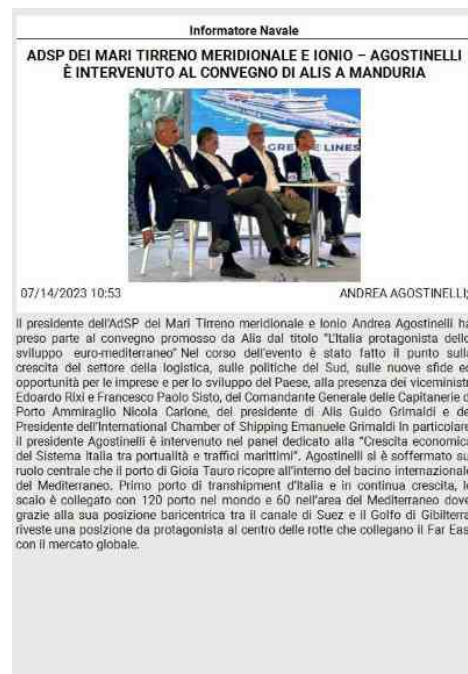 Informatore Navale
ADSP DEI MARI TIRRENO MERIDIONALE E IONIO – AGOSTINELLI
È INTERVENUTO AL CONVEGNO DI ALIS A MANDURIA
GRE E LINES
07/14/2023 10:53
ANDREA AGOSTINELLI;
Il presidente dell'AdSP dei Mari Tirreno meridionale e Ionio Andrea Agostinelli ha
preso parte al convegno promosso da Alis dal titolo "L'Italia protagonista dello
sviluppo euro-mediterraneo" Nel corso dell'evento è stato fatto il punto sulla
crescita del settore della logistica, sulle politiche del Sud, sulle nuove sfide ed
opportunità per le imprese e per lo sviluppo del Paese, alla presenza dei viceministri
Edoardo Rixi e Francesco Paolo Sisto, del Comandante Generale delle Capitanerie di
Porto Ammiraglio Nicola Carlone, del presidente di Alis Guido Grimaldi e del
Presidente dell'International Chamber of Shipping Emanuele Grimaldi In particolare,
il presidente Agostinelli è intervenuto nel panel dedicato alla "Crescita economica
del Sistema Italia tra portualità e traffici marittimi". Agostinelli si è soffermato sul
ruolo centrale che il porto di Gioia Tauro ricopre all'interno del bacino internazionale
del Mediterraneo. Primo porto di transhipment d'Italia e in continua crescita, lo
scalo è collegato con 120 porto nel mondo e 60 nell'area del Mediterraneo dove,
grazie alla sua posizione baricentrica tra il canale di Suez e il Golfo di Gibilterra,
riveste una posizione da protagonista al centro delle rotte che collegano il Far East
con il mercato globale.